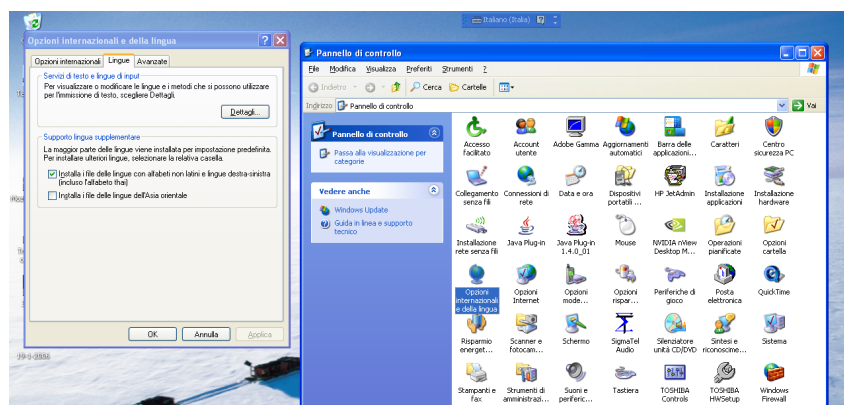 Italiano (Italia)
Opzioni internazionali e della lingua
Opzioni internazionali Lingue Avanzate
Servizi di testo e lingue di input
Per visualizzare o modificare le lingue e i metodi che si possono utilizzare
per l'immissione di testo, scegliere Dettagli.
Dettagli...
Supporto lingua supplementare
La maggior parte delle lingue viene installata per impostazione predefinita.
Per installare ulteriori lingue, selezionare la relativa casella.
Installa i file delle lingue con alfabeti non latini e lingue destra-sinistra
(incluso l'alfabeto thai)
Installa i file delle lingue dell'Asia orientale
OK Annulla Applica
19-1-2006
Pannello di controllo
File Modifica Visualizza Preferiti Strumenti ?
Indietro Cerca Cartelle
Indirizzo Pannello di controllo Vai
Pannello di controllo
Passa alla visualizzazione per
categorie
Vedere anche
Windows Update
Guida in linea e supporto
tecnico
Accesso Account Adobe Gamma Aggiornamenti Barra delle Caratteri Centro
facilitato utente automatici applicazioni... sicurezza PC
Collegamento Connessioni di Data e ora Dispositivi HP JetAdmin Installazione Installazione
senza fili rete portatili ... applicazioni hardware
Installazione Java Plug-in Java Plug-in Mouse NVIDIA nView Operazioni Opzioni
rete senza fili 1.4.0_01 Desktop M... pianificate cartella
Opzioni Opzioni Opzioni Opzioni Periferiche di Posta QuickTime
internazionali Internet mode... rispar... gioco elettronica
e della lingua
Risparmio Scanner e Schermo SigmaTel Silenziatore Sintesi e Sistema
energet... fotocam... Audio unità CD/DVD riconoscime...
Stampanti e Strumenti di Suoni e Tastiera TOSHIBA TOSHIBA Windows
fax amministrazi... periferic... Controls HWSetup Firewall